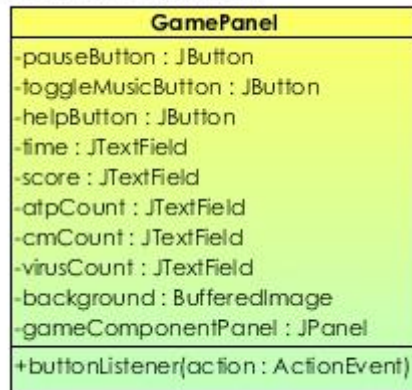 GamePanel
-pauseButton : JButton
-toggleMusicButton : JButton
-helpButton : JButton
-time : JTextField
-score : JTextField
-atpCount : JTextField
-cmCount : JTextField
-virusCount : JTextField
-background : BufferedImage
-gameComponentPanel : JPanel
+buttonListener(action : ActionEvent)